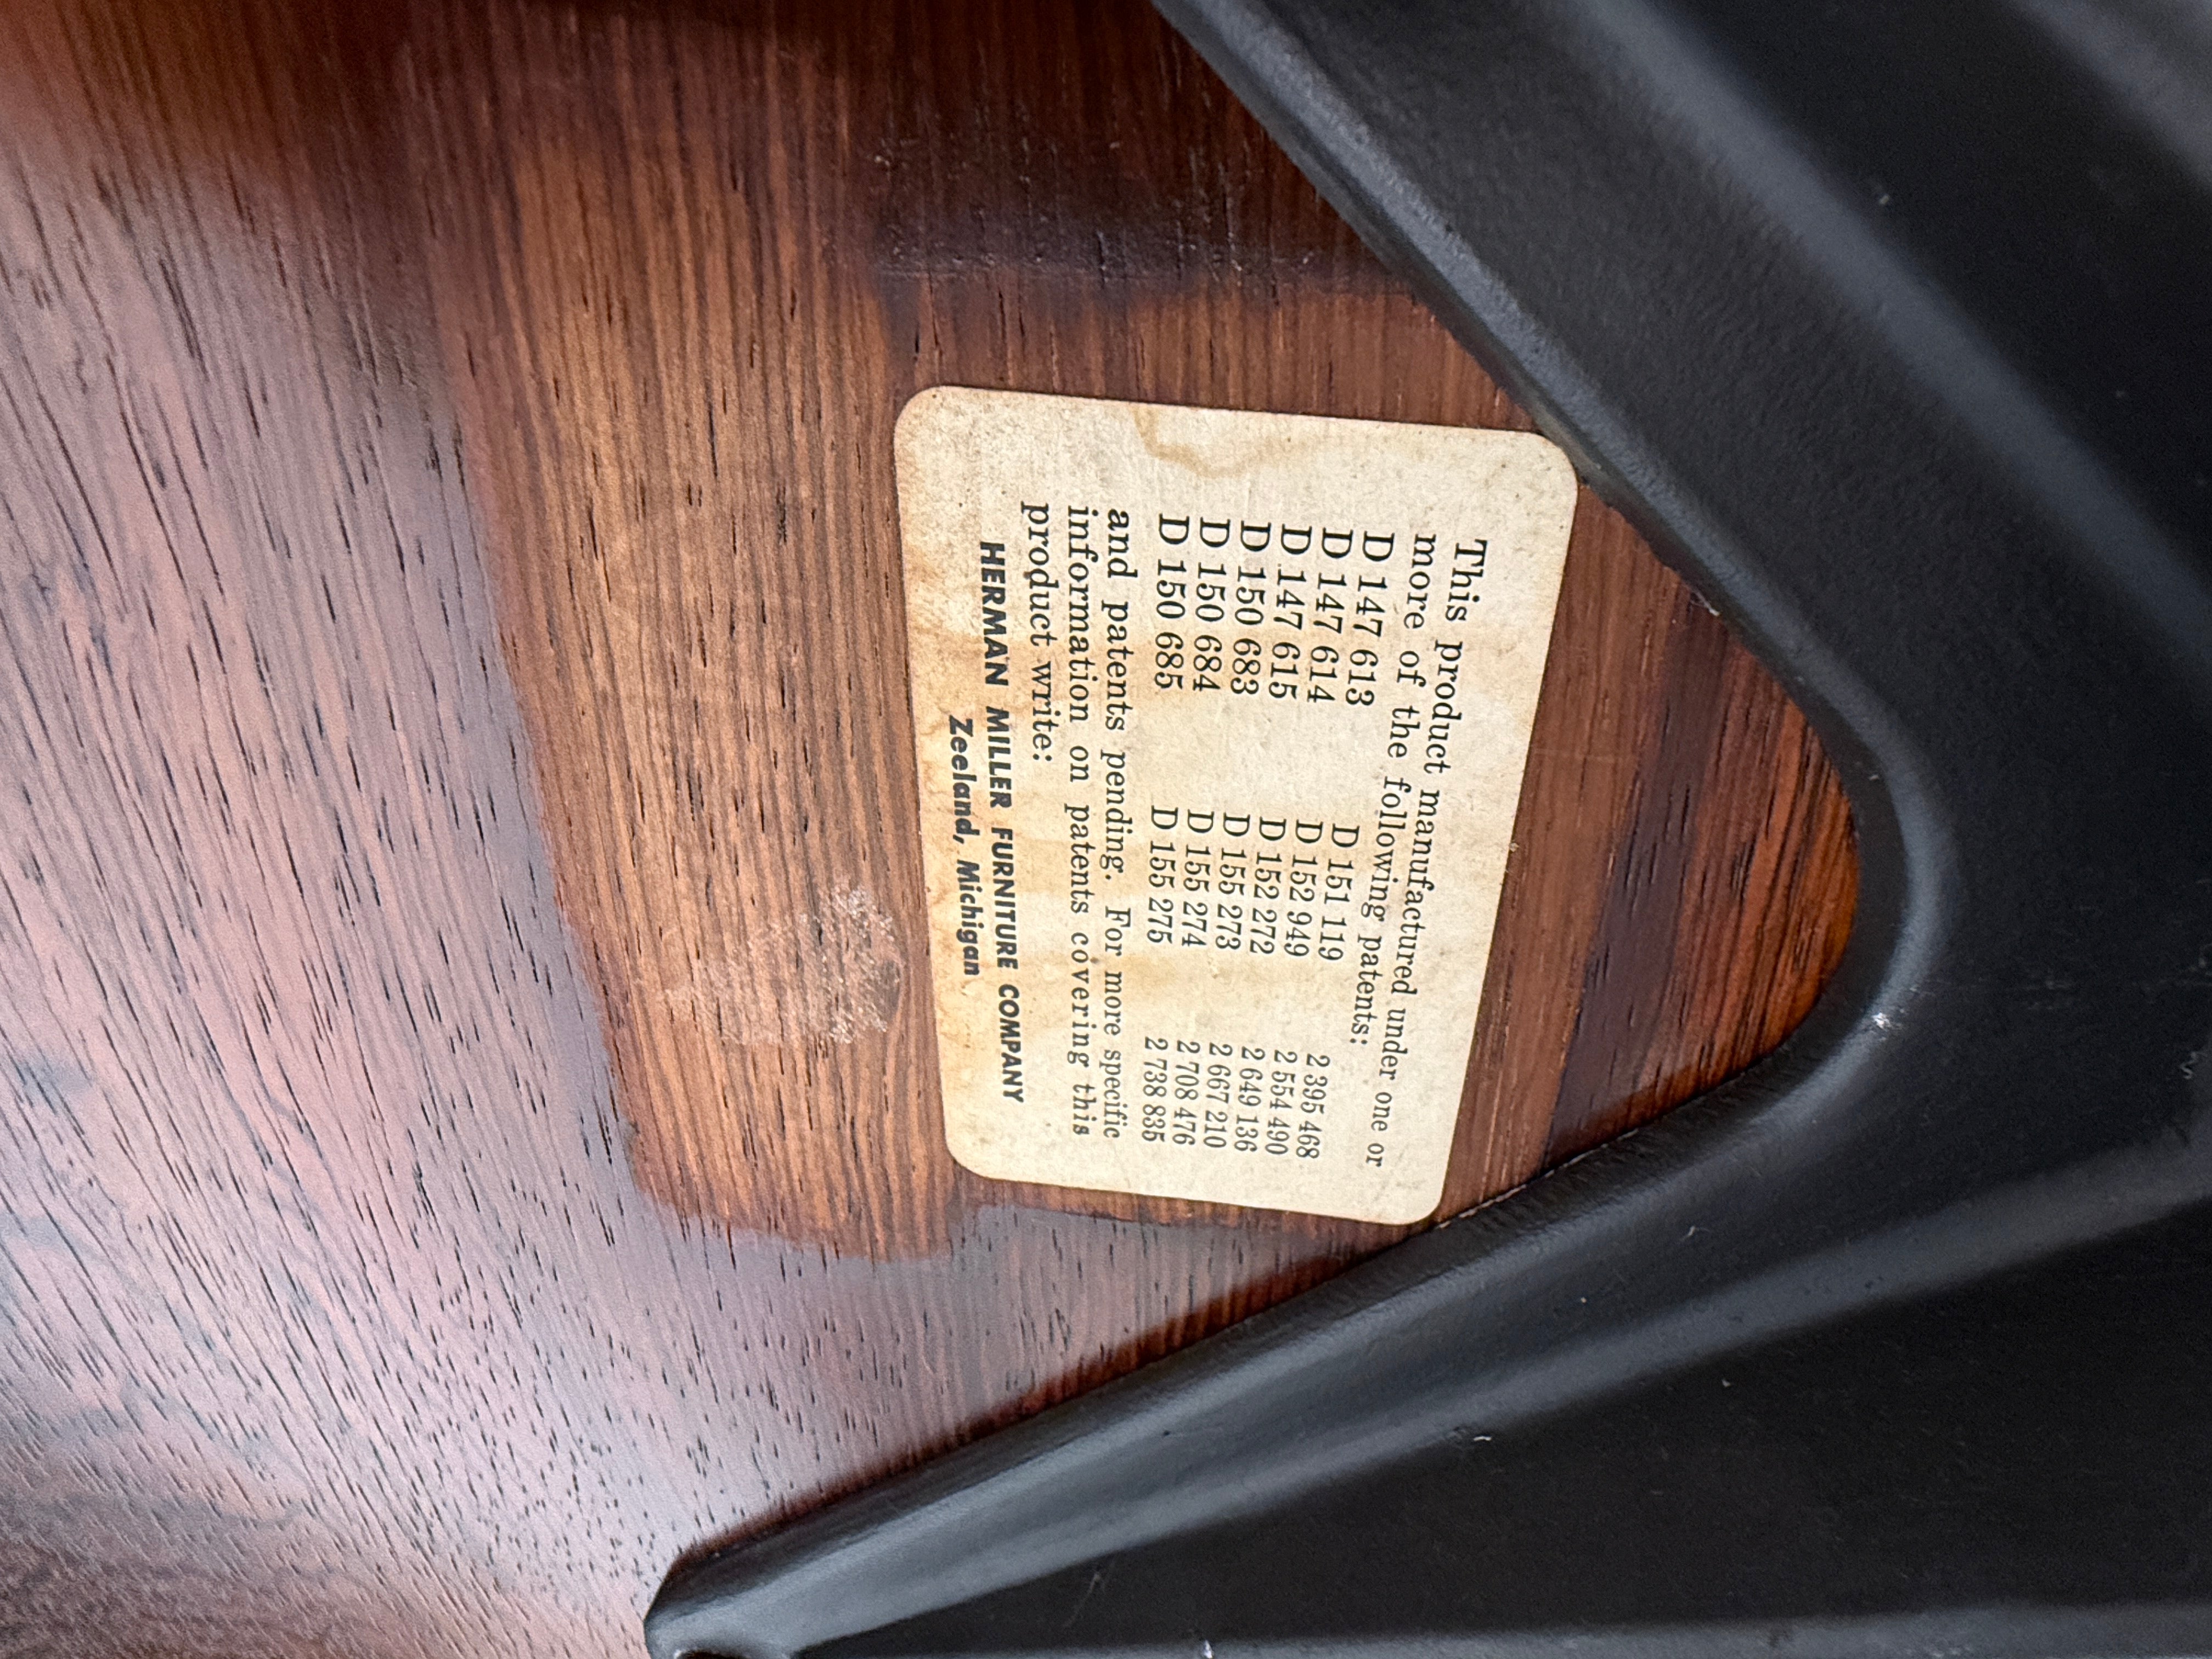 This product manufactured under one or
more of the following patents:
D 147 613 D 151 119 2 395 468
D 147 614 D 152 949 2 554 490
D 147 615 D 152 272 2 649 136
D 150 683 D 155 273 2 667 210
D 150 684 D 155 274 2 708 476
D 150 685 D 155 275 2 738 835
and patents pending. For more specific
information on patents covering this
product write:
HERMAN MILLER FURNITURE COMPANY
Zeeland, Michigan